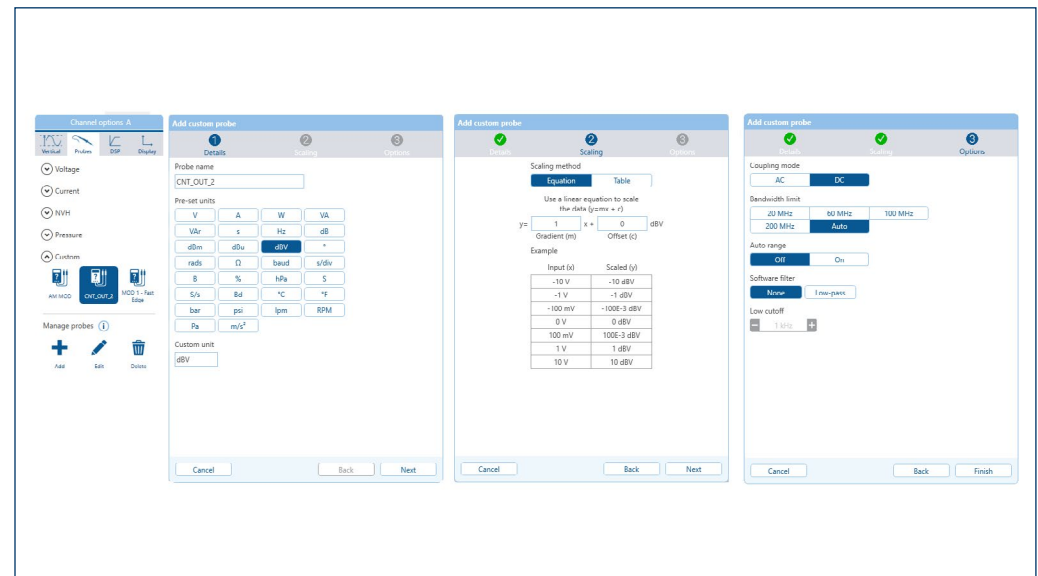 Channel options A
Vertical Probes DSP Display
Voltage
Current
NVH
Pressure
Custom
AM MOD CNT_OUT_2 MOD 1 - Fast Edge
Manage probes i
Add Edit Delete
Add custom probe
1 2 3
Details Scaling Options
Probe name
CNT_OUT_2
Pre-set units
V A W VA
VAr s Hz dB
dBm dBu dBV °
rads Ω baud s/div
B % hPa S
S/s Bd °C °F
bar psi lpm RPM
Pa m/s²
Custom unit
dBV
Cancel Back Next
Add custom probe
2 3
Details Scaling Options
Scaling method
Equation Table
Use a linear equation to scale
the data (y=mx + c)
y= 1 x + 0 dBV
Gradient (m) Offset (c)
Example
Input (x) Scaled (y)
-10 V -10 dBV
-1 V -1 dBV
-100 mV -100E-3 dBV
0 V 0 dBV
100 mV 100E-3 dBV
1 V 1 dBV
10 V 10 dBV
Cancel Back Next
Add custom probe
3
Details Scaling Options
Coupling mode
AC DC
Bandwidth limit
20 MHz 60 MHz 100 MHz
200 MHz Auto
Auto range
Off On
Software filter
None Low-pass
Low cutoff
1 kHz
Cancel Back Finish